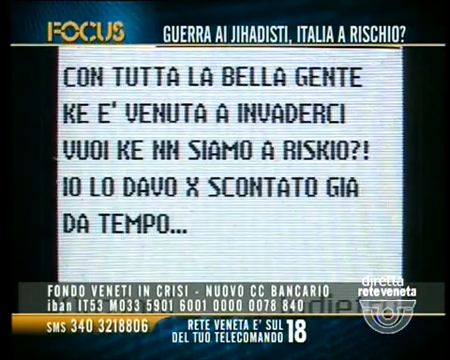 FOCUS
GUERRA AI JIHADISTI, ITALIA A RISCHIO?
CON TUTTA LA BELLA GENTE
KE E' VENUTA A INVADERCI
VUOI KE NN SIAMO A RISKIO?!
IO LO DAVO X SCONTATO GIA
DA TEMPO...
FONDO VENETI IN CRISI - NUOVO CC BANCARIO
iban IT53 M033 5901 6001 0000 0078 840
diretta
reteveneta
SMS 340 3218806
RETE VENETA E' SUL
DEL TUO TELECOMANDO 18